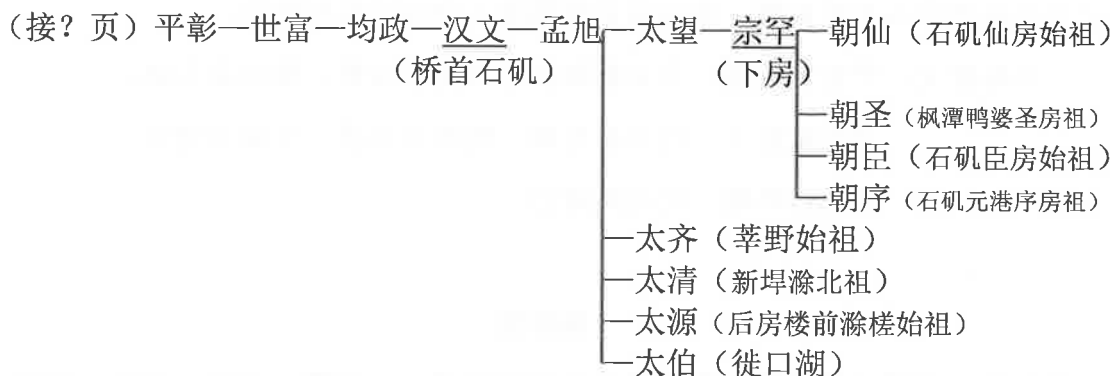 （接？页）平彰—世富—均政—汉文—孟旭—太望—宗罕—朝仙（石矶仙房始祖）
（桥首石矶）（下房）
朝圣（枫潭鸭婆圣房祖）
朝臣（石矶臣房始祖）
朝序（石矶元港序房祖）
太齐（莘野始祖）
太清（新垾滁北祖）
太源（后房楼前滁槎始祖）
太伯（徙口湖）